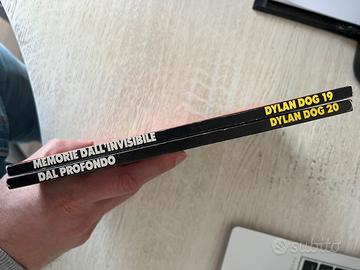 MEMORIE DALL'INVISIBILE DYLAN DOG 19
DAL PROFONDO DYLAN DOG 20
subito